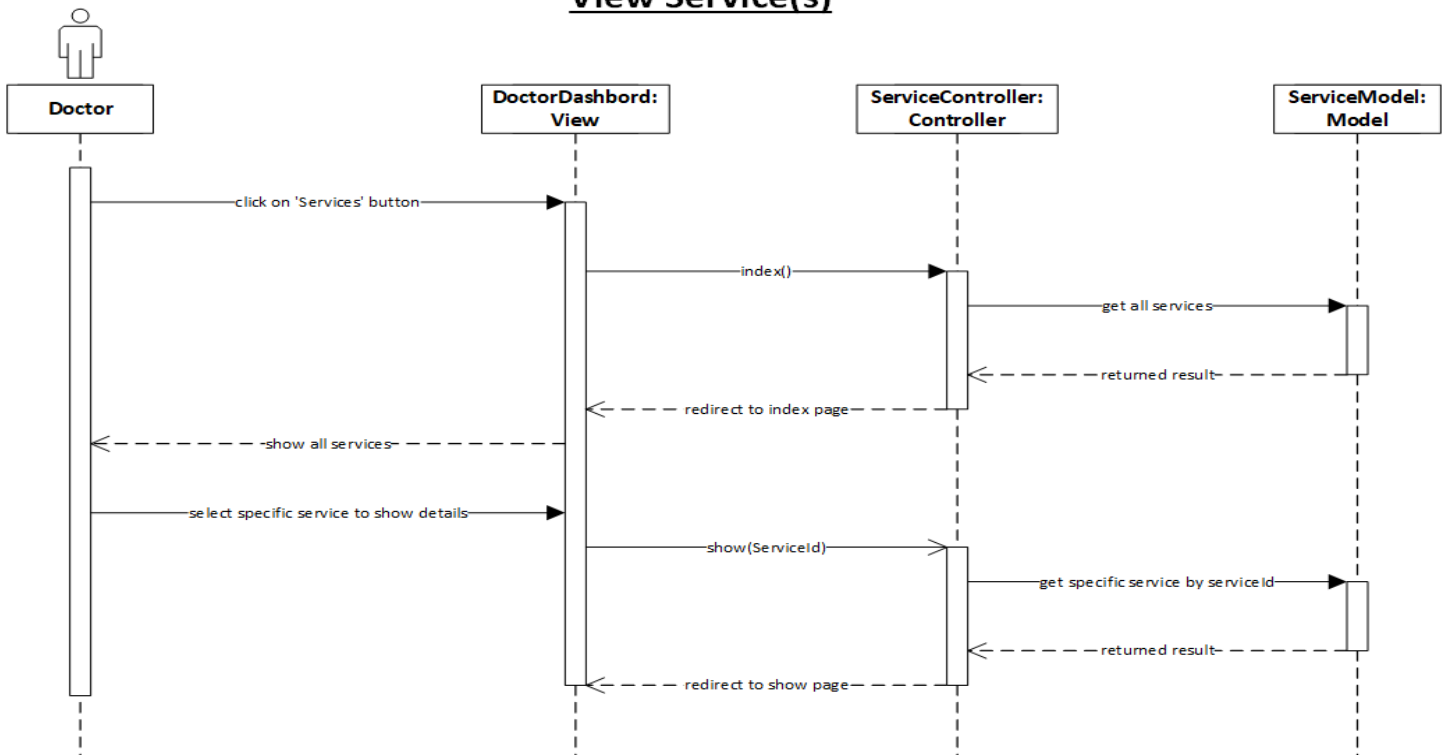 View Service(s)
Doctor
DoctorDashbord:
View
ServiceController:
Controller
ServiceModel:
Model
click on 'Services' button
index()
get all services
returned result
redirect to index page
show all services
select specific service to show details
show(ServiceId)
get specific service by serviceId
returned result
redirect to show page